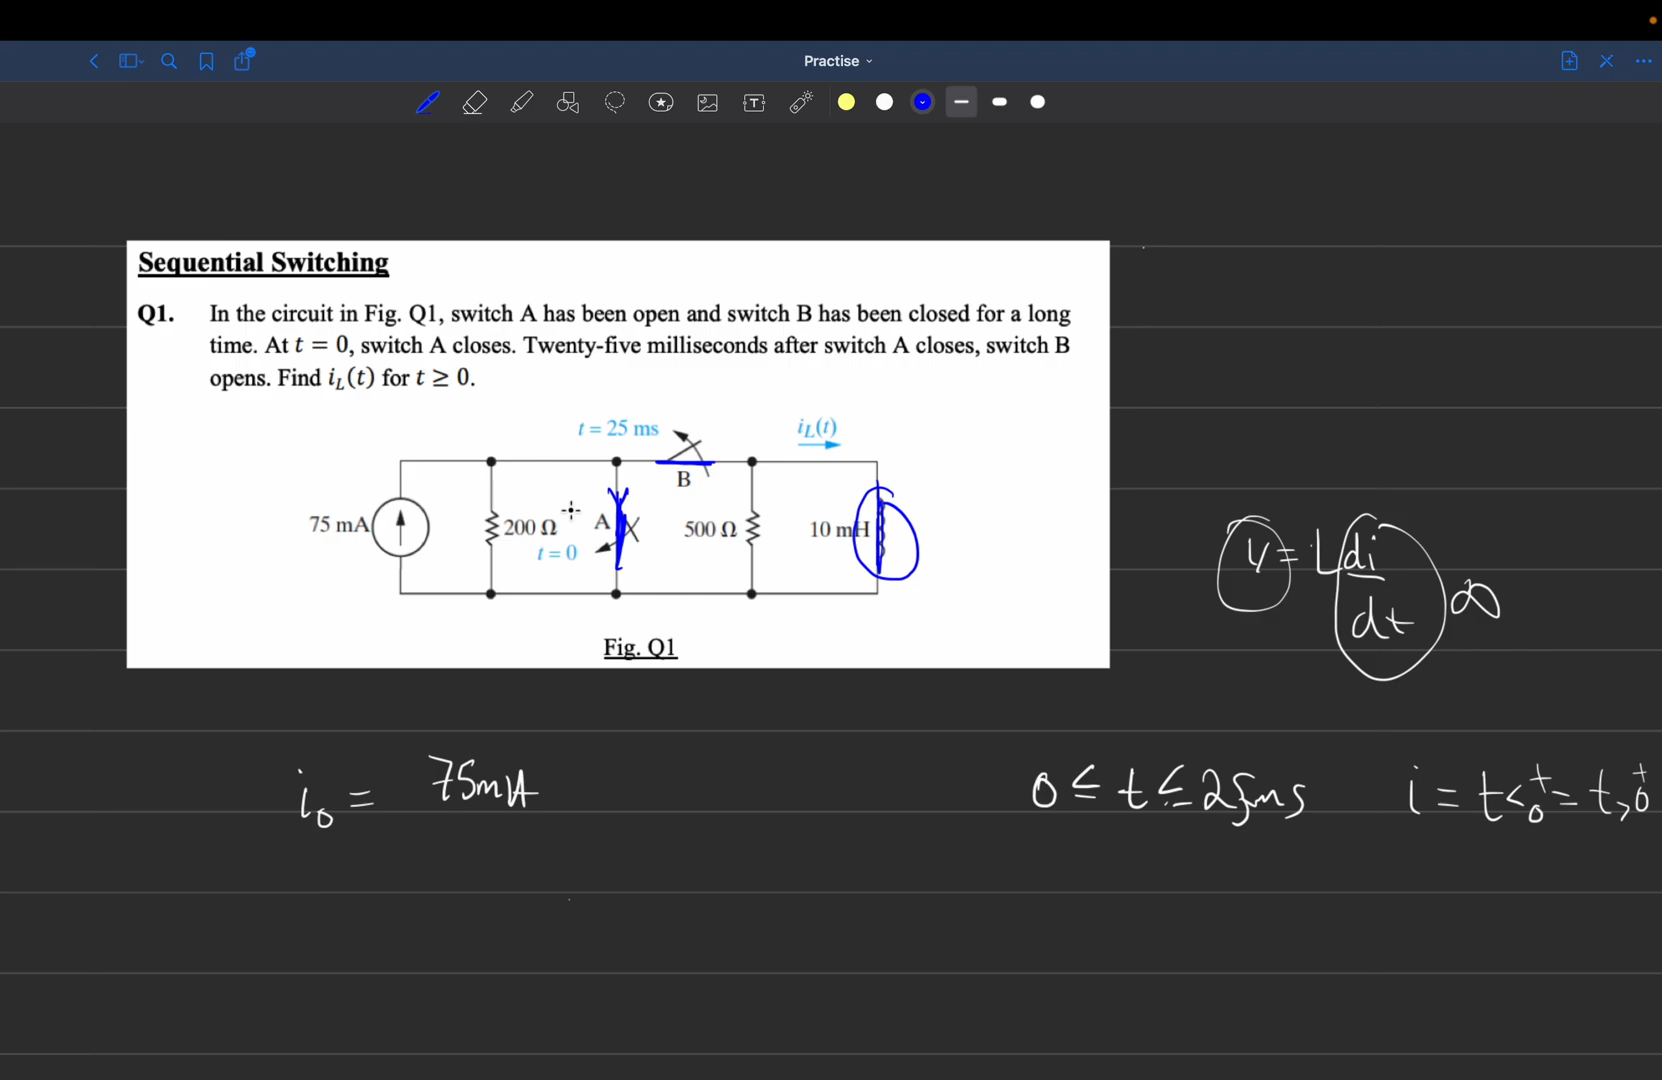 Practise
Sequential Switching
Q1. In the circuit in Fig. Q1, switch A has been open and switch B has been closed for a long
time. At t = 0, switch A closes. Twenty-five milliseconds after switch A closes, switch B
opens. Find iL(t) for t ≥ 0.
t = 25 ms
iL(t)
B
75 mA
200 Ω
A
500 Ω
10 mH
t = 0
Fig. Q1
V = L di/dt ∞
i₀ = 75mA
0 ≤ t ≤ 25ms
i = t<0⁺ = t>0⁺